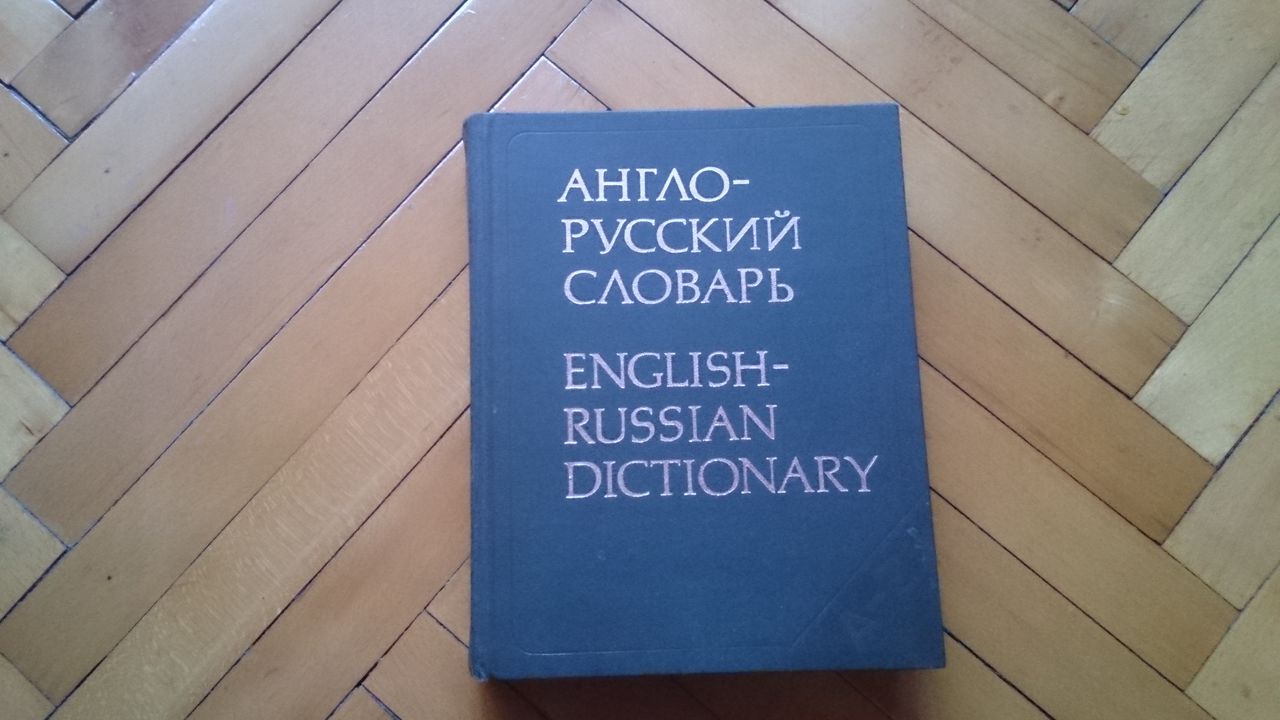 АНГЛО-
РУССКИЙ
СЛОВАРЬ
ENGLISH-
RUSSIAN
DICTIONARY